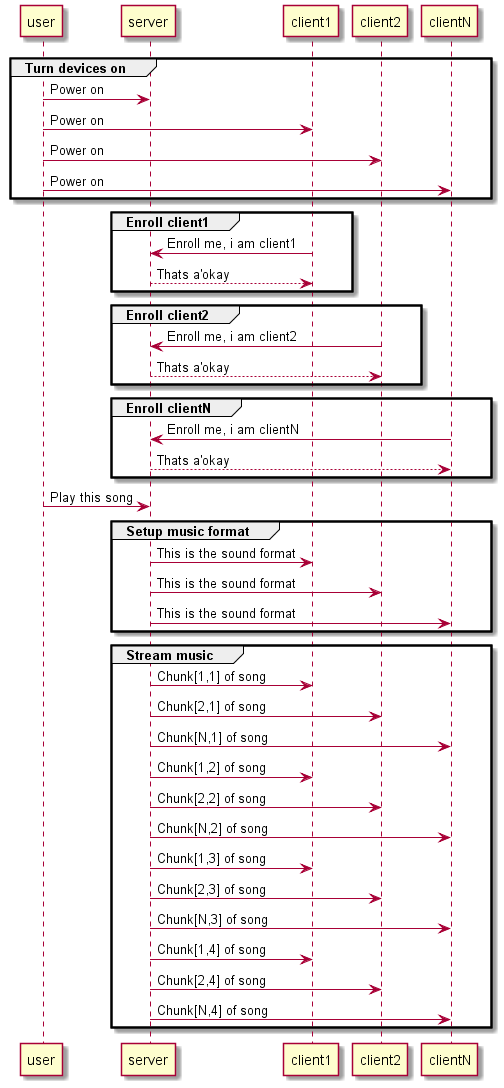 user server client1 client2 clientN
Turn devices on
Power on
Power on
Power on
Power on
Enroll client1
Enroll me, i am client1
Thats a'okay
Enroll client2
Enroll me, i am client2
Thats a'okay
Enroll clientN
Enroll me, i am clientN
Thats a'okay
Play this song
Setup music format
This is the sound format
This is the sound format
This is the sound format
Stream music
Chunk[1,1] of song
Chunk[2,1] of song
Chunk[N,1] of song
Chunk[1,2] of song
Chunk[2,2] of song
Chunk[N,2] of song
Chunk[1,3] of song
Chunk[2,3] of song
Chunk[N,3] of song
Chunk[1,4] of song
Chunk[2,4] of song
Chunk[N,4] of song
user server client1 client2 clientN